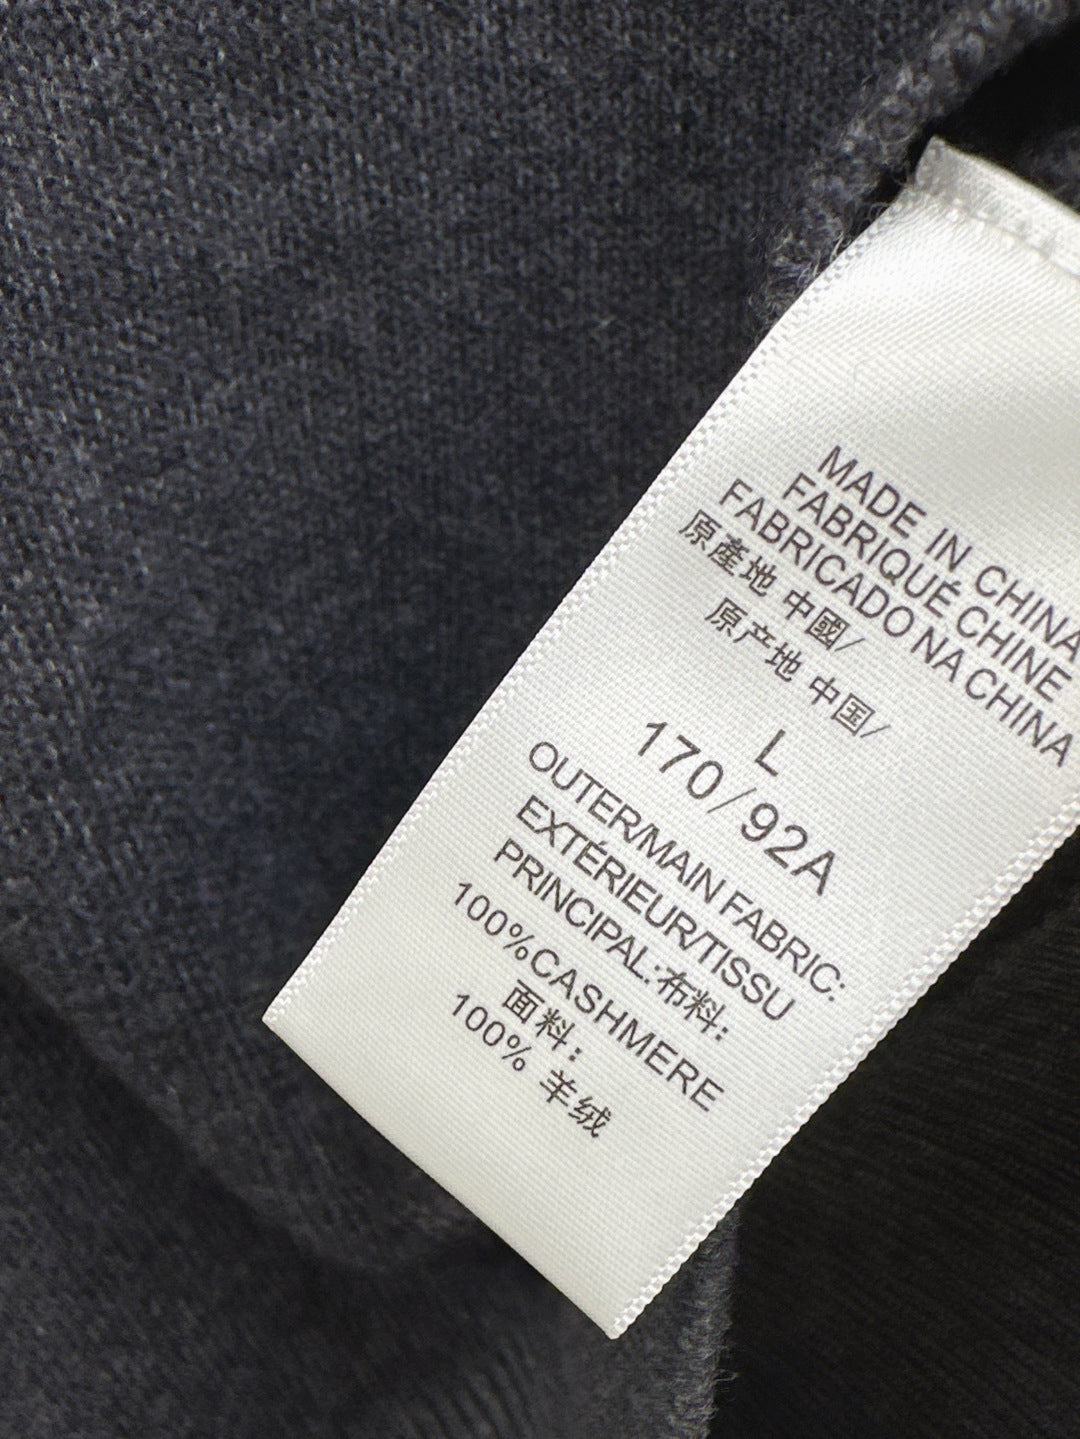 MADE IN CHINA
FABRIQUÉ CHINE
FABRICADO NA CHINA
原產地 中國/
原产地 中国/
L
170/92A
OUTER/MAIN FABRIC:
EXTÉRIEUR/TISSU
PRINCIPAL:布料:
100%CASHMERE
面料:
100% 羊绒